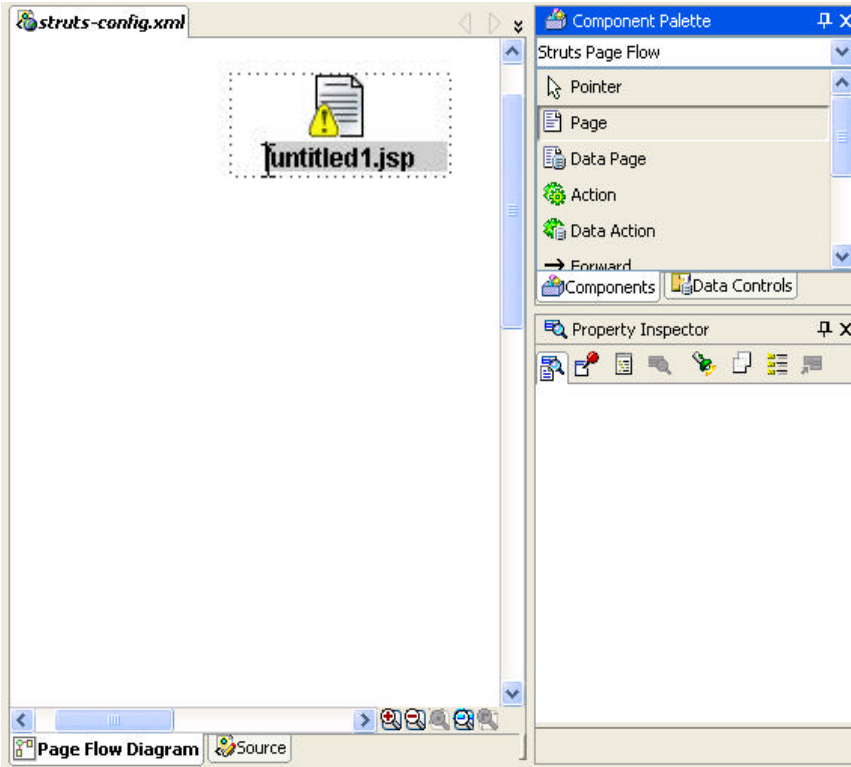 struts-config.xml
untitled1.jsp
Page Flow Diagram
Source
Component Palette
Struts Page Flow
Pointer
Page
Data Page
Action
Data Action
Forward
Components
Data Controls
Property Inspector